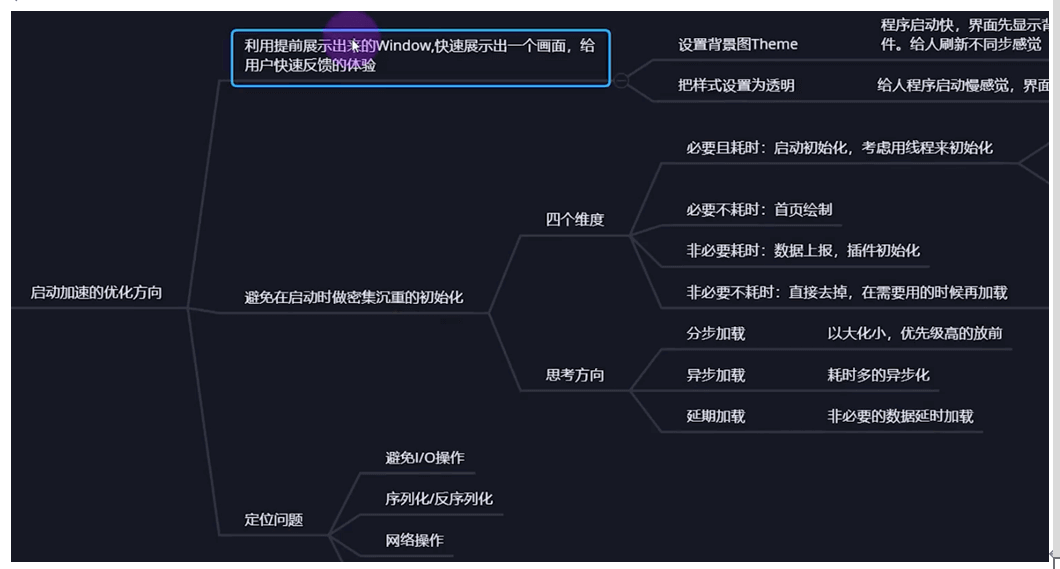 利用提前展示出来的Window,快速展示出一个画面，给
用户快速反馈的体验
设置背景图Theme
程序启动快，界面先显示背
件。给人刷新不同步感觉
把样式设置为透明
给人程序启动慢感觉，界面
启动加速的优化方向
避免在启动时做密集沉重的初始化
四个维度
必要且耗时：启动初始化，考虑用线程来初始化
必要不耗时：首页绘制
非必要耗时：数据上报，插件初始化
非必要不耗时：直接去掉，在需要用的时候再加载
思考方向
分步加载
以大化小，优先级高的放前
异步加载
耗时多的异步化
延期加载
非必要的数据延时加载
定位问题
避免I/O操作
序列化/反序列化
网络操作